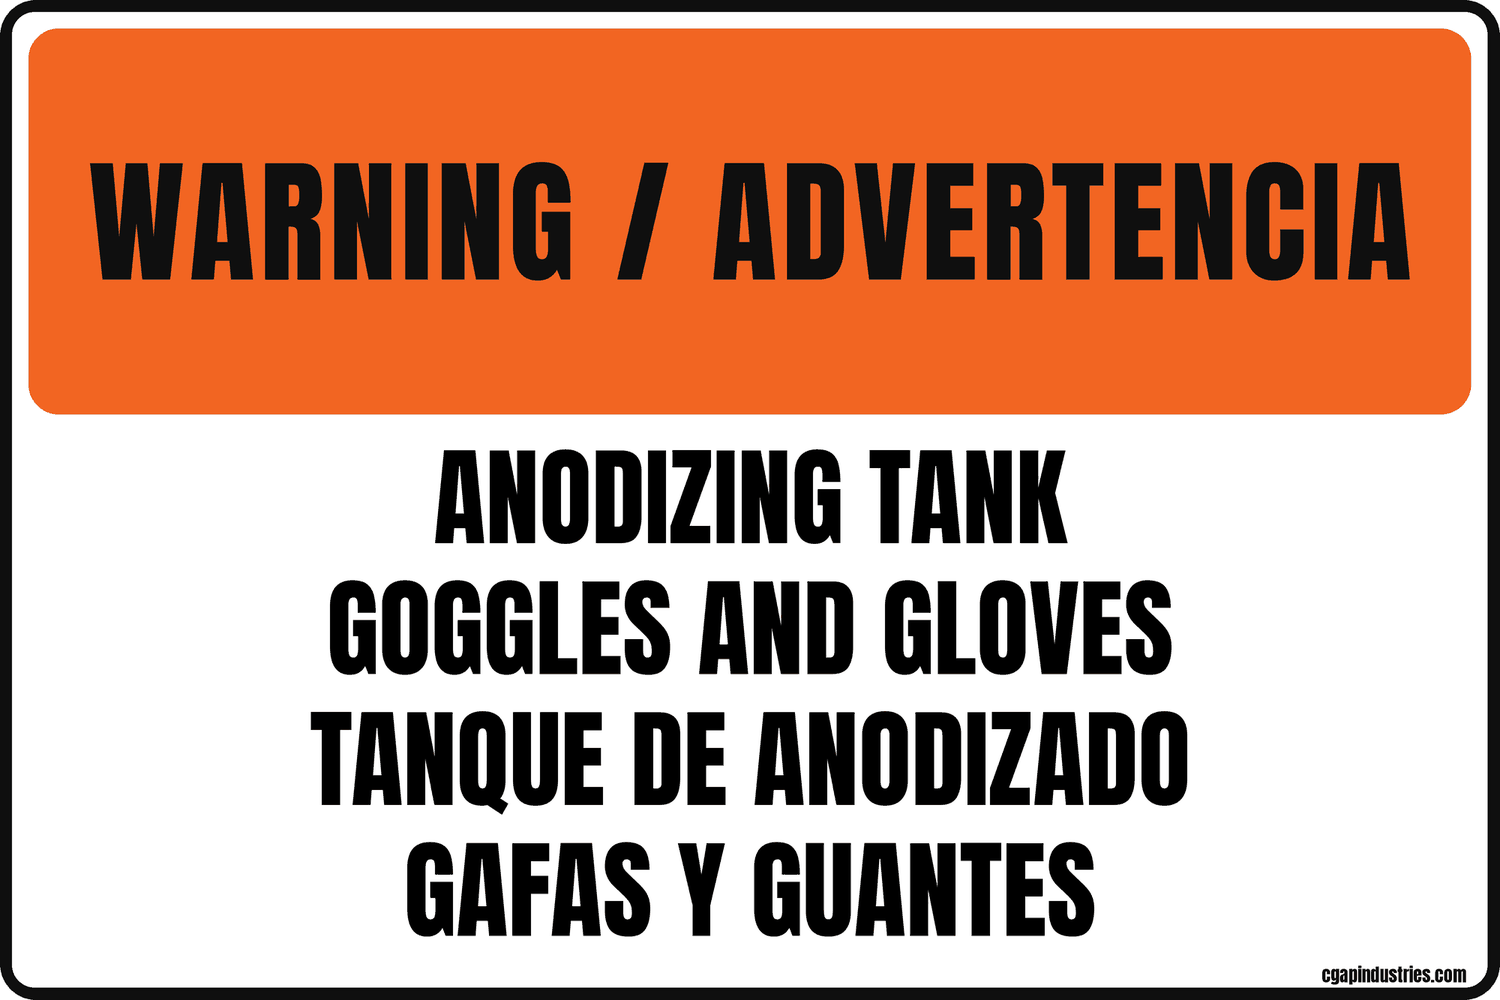 WARNING / ADVERTENCIA
ANODIZING TANK
GOGGLES AND GLOVES
TANQUE DE ANODIZADO
GAFAS Y GUANTES
cgapindustries.com